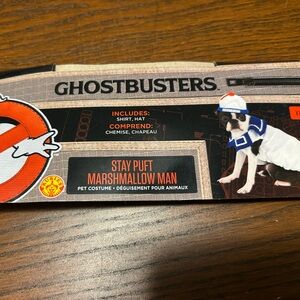 GHOSTBUSTERS
INCLUDES:
SHIRT, HAT
COMPREND:
CHEMISE, CHAPEAU
STAY PUFT
MARSHMALLOW MAN
PET COSTUME • DÉGUISEMENT POUR ANIMAUX